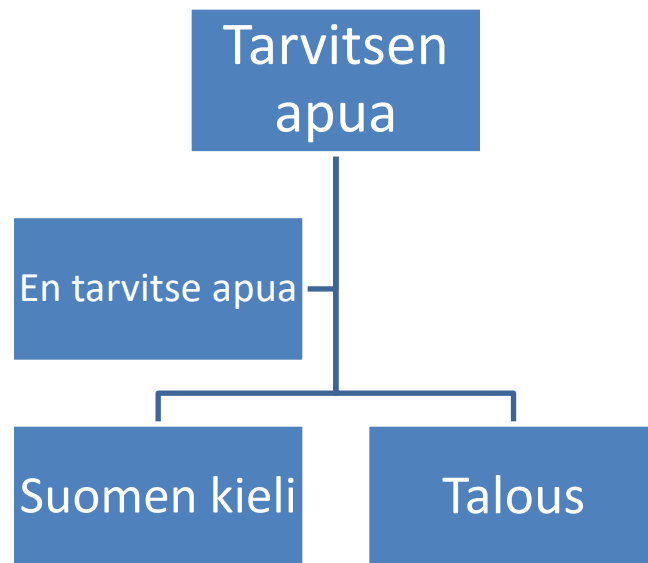 Tarvitsen
apua
En tarvitse apua
Suomen kieli
Talous